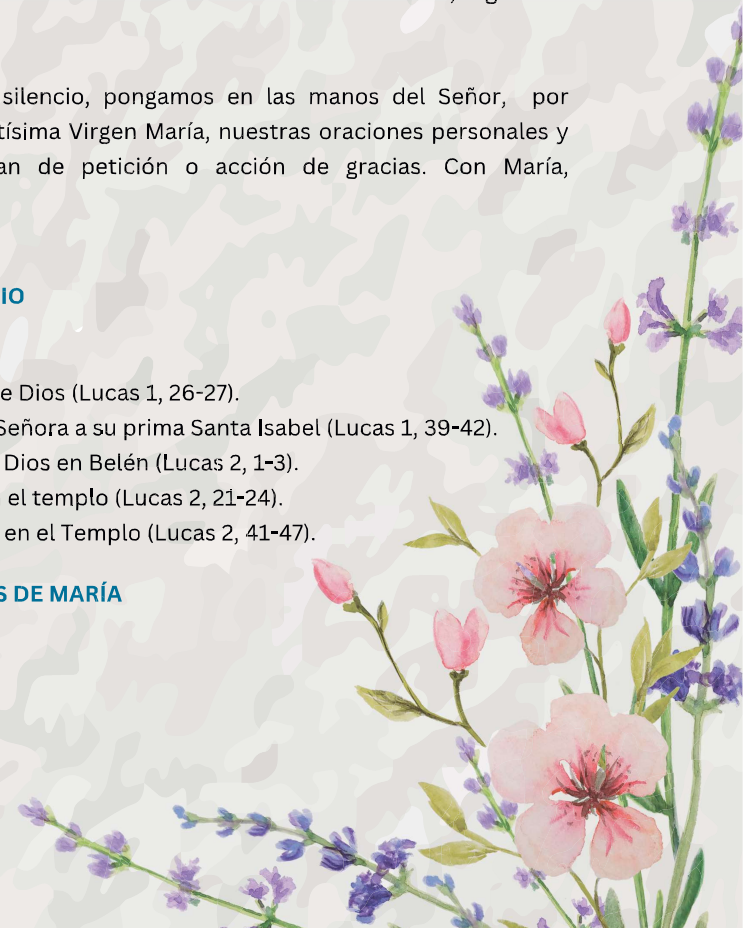 silencio, pongamos en las manos del Señor, por
tísima Virgen María, nuestras oraciones personales y
an de petición o acción de gracias. Con María,
IO
e Dios (Lucas 1, 26-27).
Señora a su prima Santa Isabel (Lucas 1, 39-42).
Dios en Belén (Lucas 2, 1-3).
el templo (Lucas 2, 21-24).
en el Templo (Lucas 2, 41-47).
S DE MARÍA